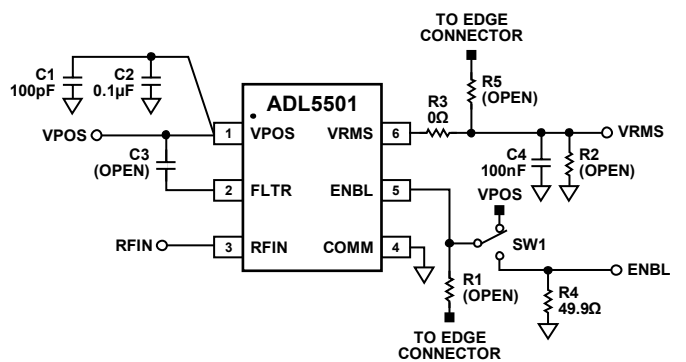 TO EDGE
CONNECTOR
C1
100pF
C2
0.1µF
ADL5501
R5
(OPEN)
R3
0Ω
VPOS
1
VPOS
VRMS
6
VRMS
C3
(OPEN)
C4
100nF
R2
(OPEN)
2
FLTR
ENBL
5
VPOS
SW1
RFIN
3
RFIN
COMM
4
ENBL
R1
(OPEN)
R4
49.9Ω
TO EDGE
CONNECTOR